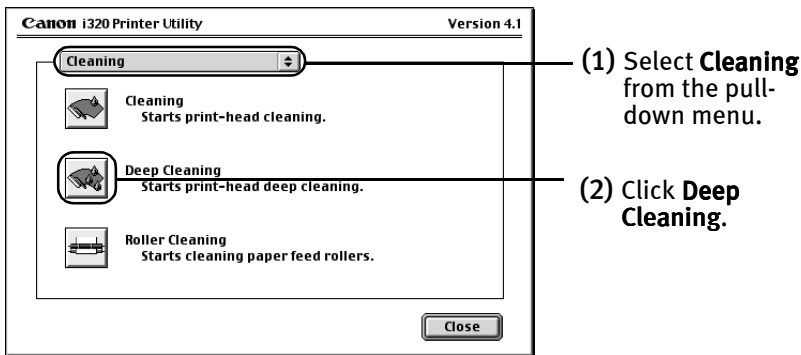 Canon i320 Printer Utility Version 4.1
Cleaning
Cleaning
Starts print-head cleaning.
Deep Cleaning
Starts print-head deep cleaning.
Roller Cleaning
Starts cleaning paper feed rollers.
Close
(1) Select Cleaning
from the pull-
down menu.
(2) Click Deep
Cleaning.